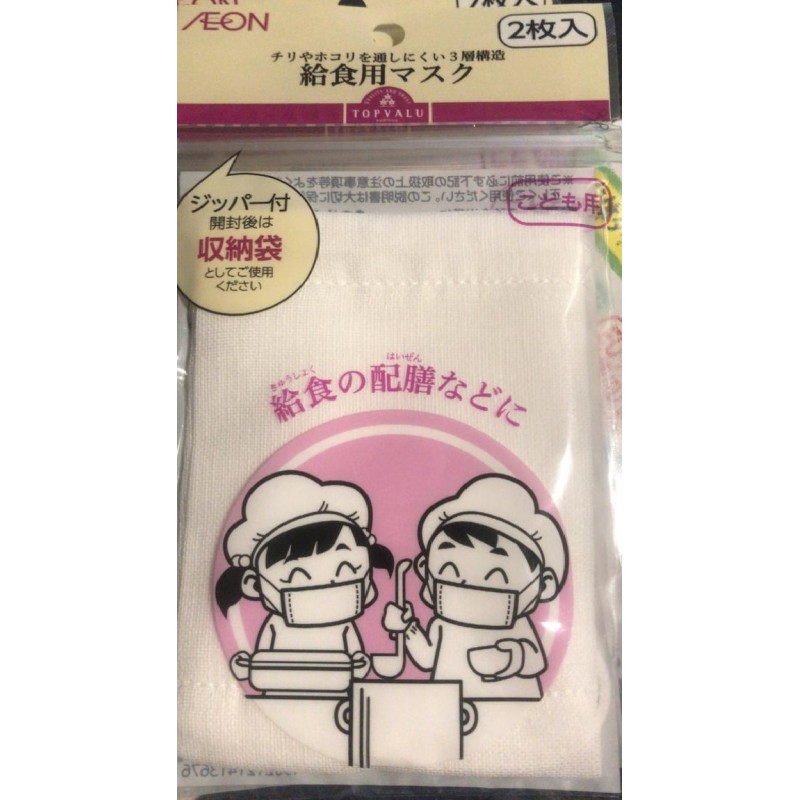 ÆON
2枚入
チリやホコリを通しにくい3層構造
給食用マスク
TOPVALU
ジッパー付
開封後は
収納袋
としてご使用
ください
こども用
きゅうしょく はいぜん
給食の配膳などに